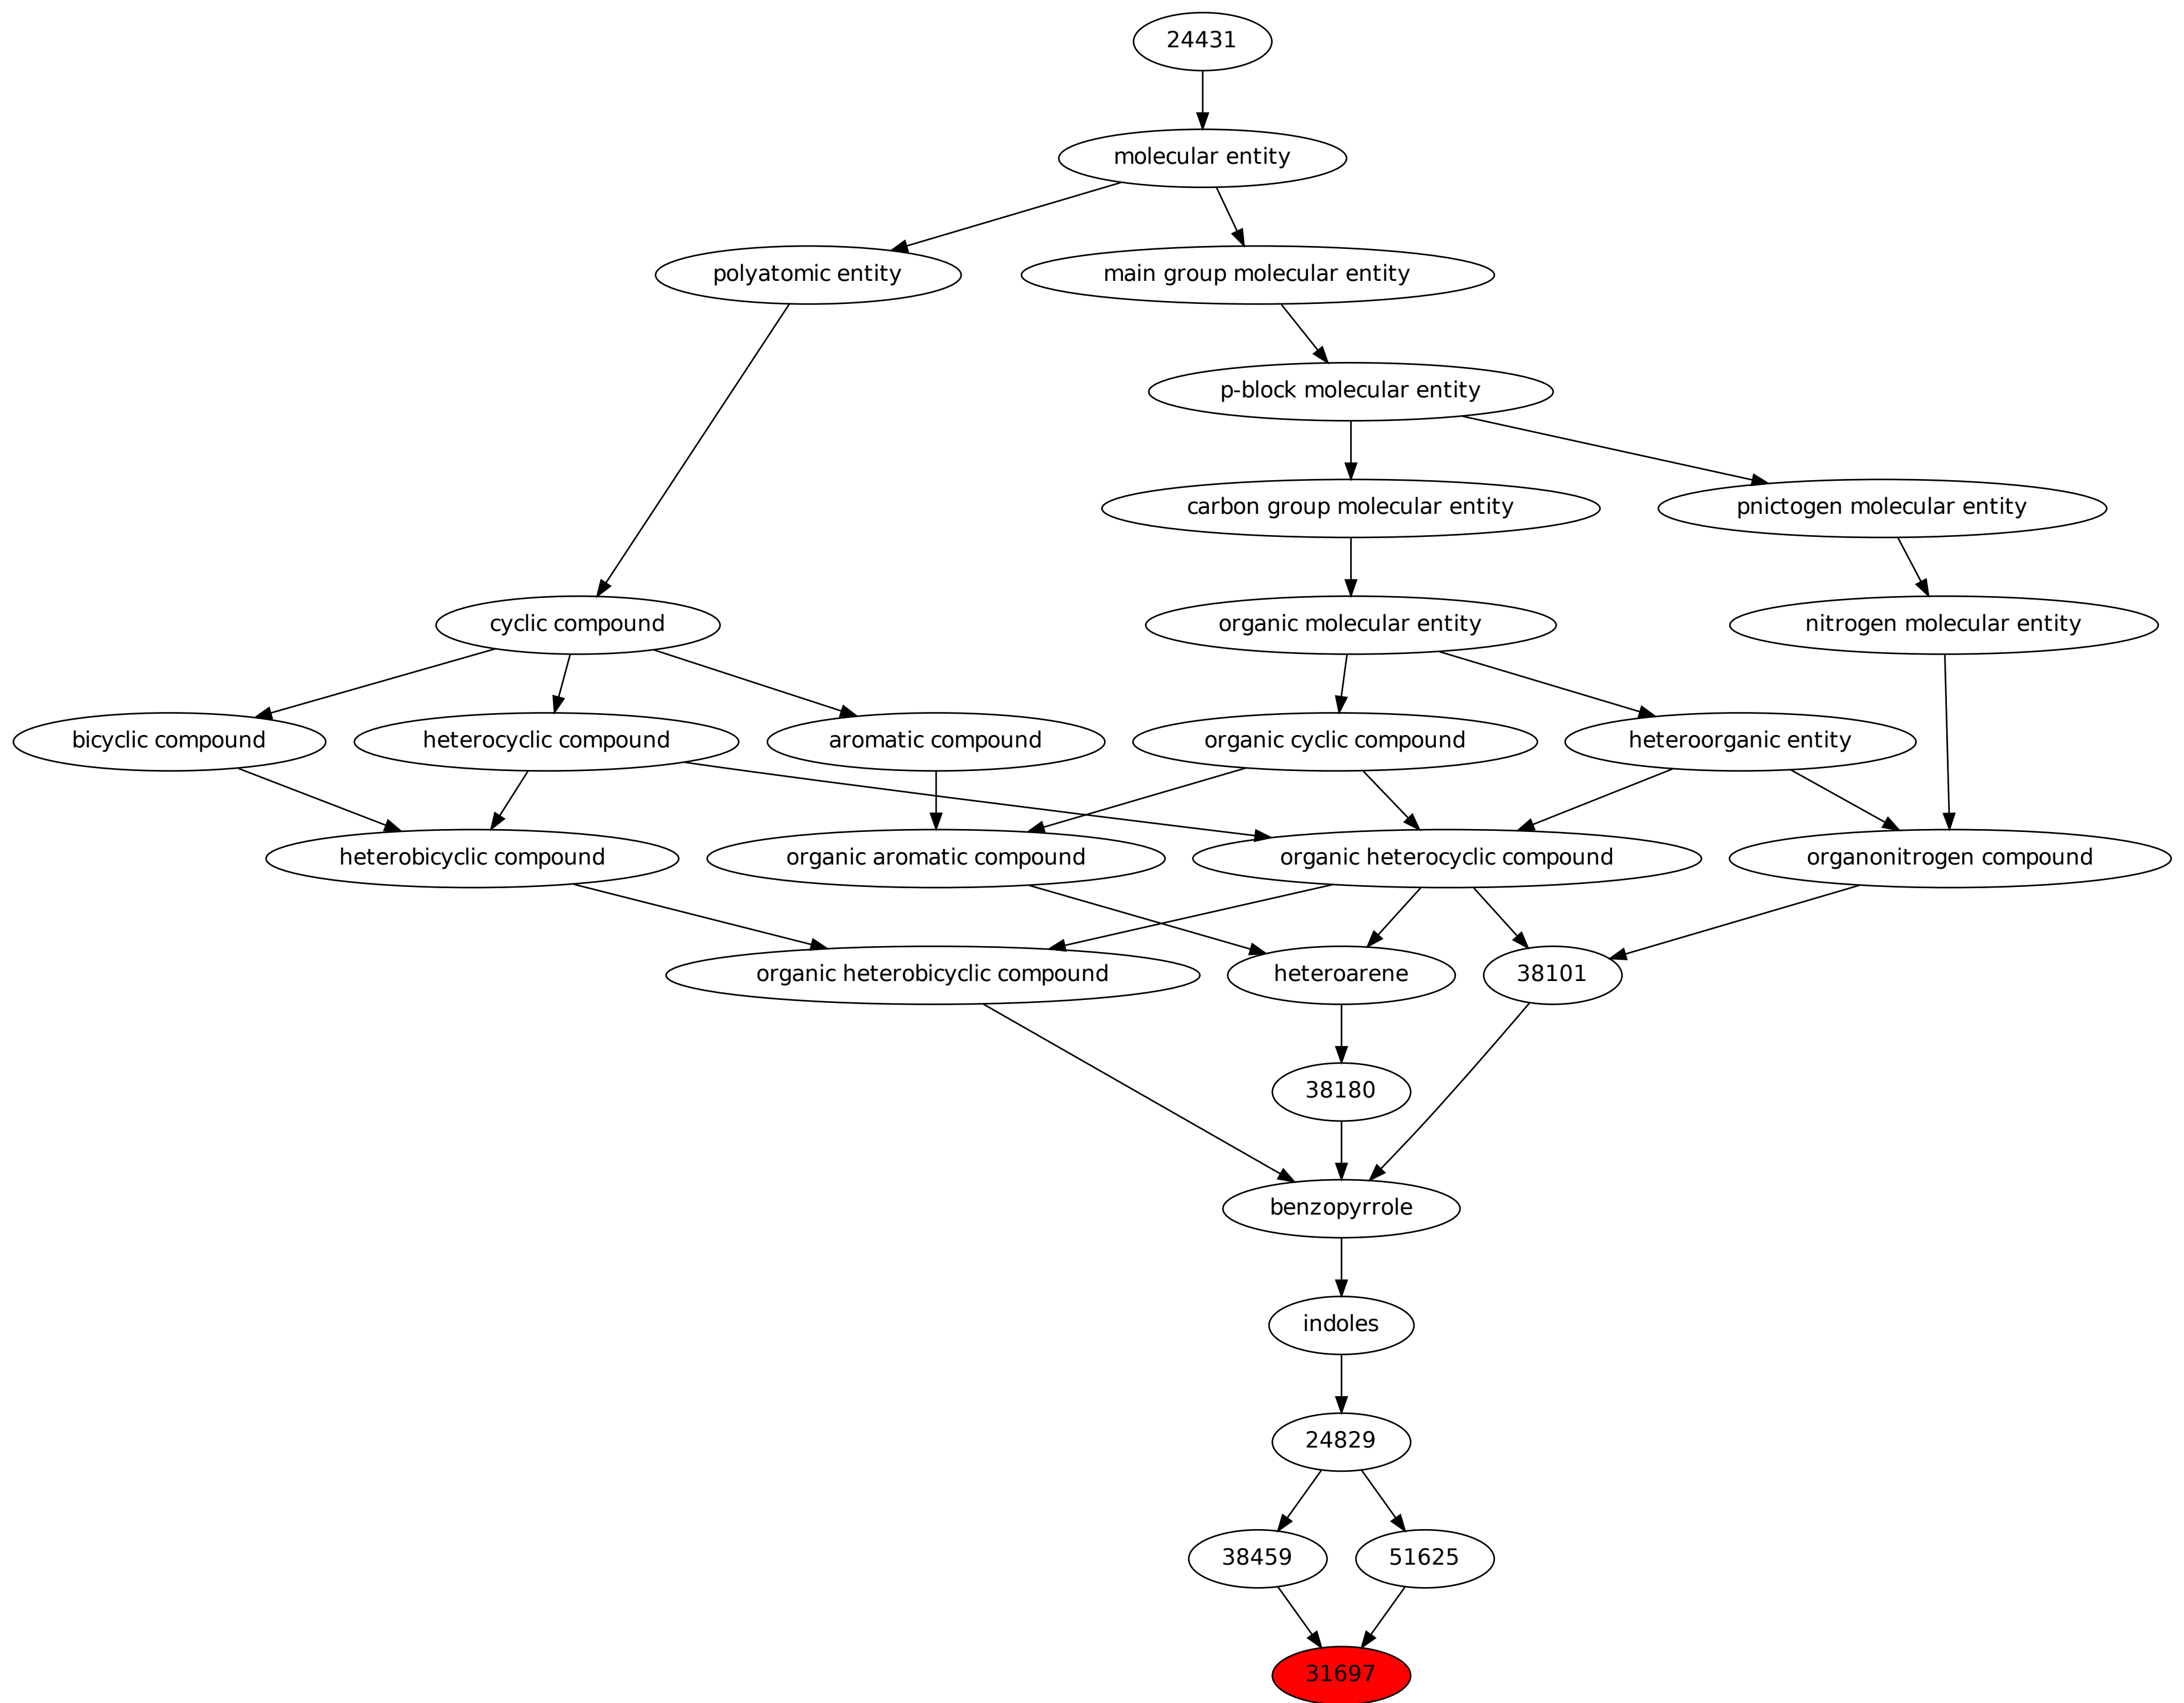 24431
molecular entity
polyatomic entity
main group molecular entity
p-block molecular entity
carbon group molecular entity
pnictogen molecular entity
cyclic compound
organic molecular entity
nitrogen molecular entity
bicyclic compound
heterocyclic compound
aromatic compound
organic cyclic compound
heteroorganic entity
heterobicyclic compound
organic aromatic compound
organic heterocyclic compound
organonitrogen compound
organic heterobicyclic compound
heteroarene
38101
38180
benzopyrrole
indoles
24829
38459
51625
31697